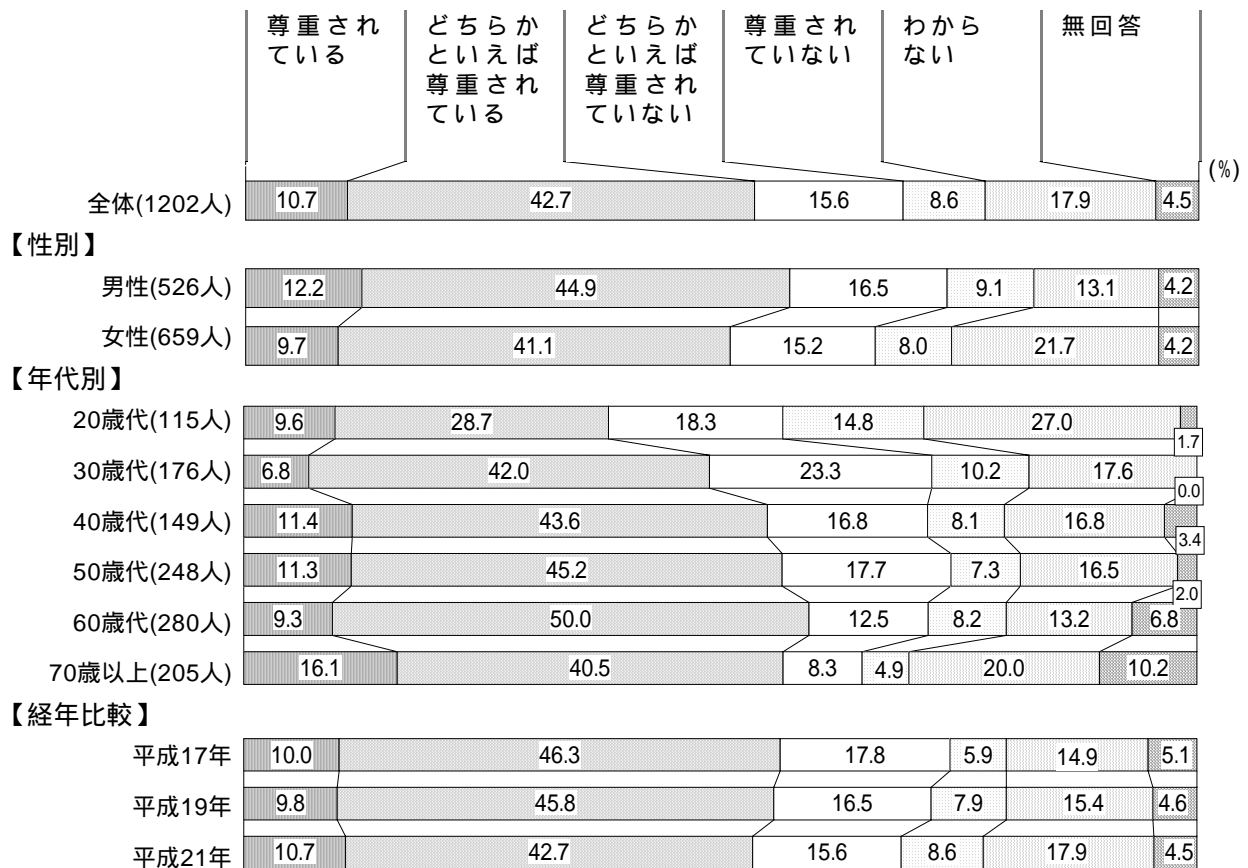 尊重され
ている
どちらか
といえば
尊重され
ている
どちらか
といえば
尊重され
ていない
尊重され
ていない
わから
ない
無回答
(%)
全体(1202人) 10.7 42.7 15.6 8.6 17.9 4.5
【性別】
男性(526人) 12.2 44.9 16.5 9.1 13.1 4.2
女性(659人) 9.7 41.1 15.2 8.0 21.7 4.2
【年代別】
20歳代(115人) 9.6 28.7 18.3 14.8 27.0 1.7
30歳代(176人) 6.8 42.0 23.3 10.2 17.6 0.0
40歳代(149人) 11.4 43.6 16.8 8.1 16.8 3.4
50歳代(248人) 11.3 45.2 17.7 7.3 16.5 2.0
60歳代(280人) 9.3 50.0 12.5 8.2 13.2 6.8
70歳以上(205人) 16.1 40.5 8.3 4.9 20.0 10.2
【経年比較】
平成17年 10.0 46.3 17.8 5.9 14.9 5.1
平成19年 9.8 45.8 16.5 7.9 15.4 4.6
平成21年 10.7 42.7 15.6 8.6 17.9 4.5